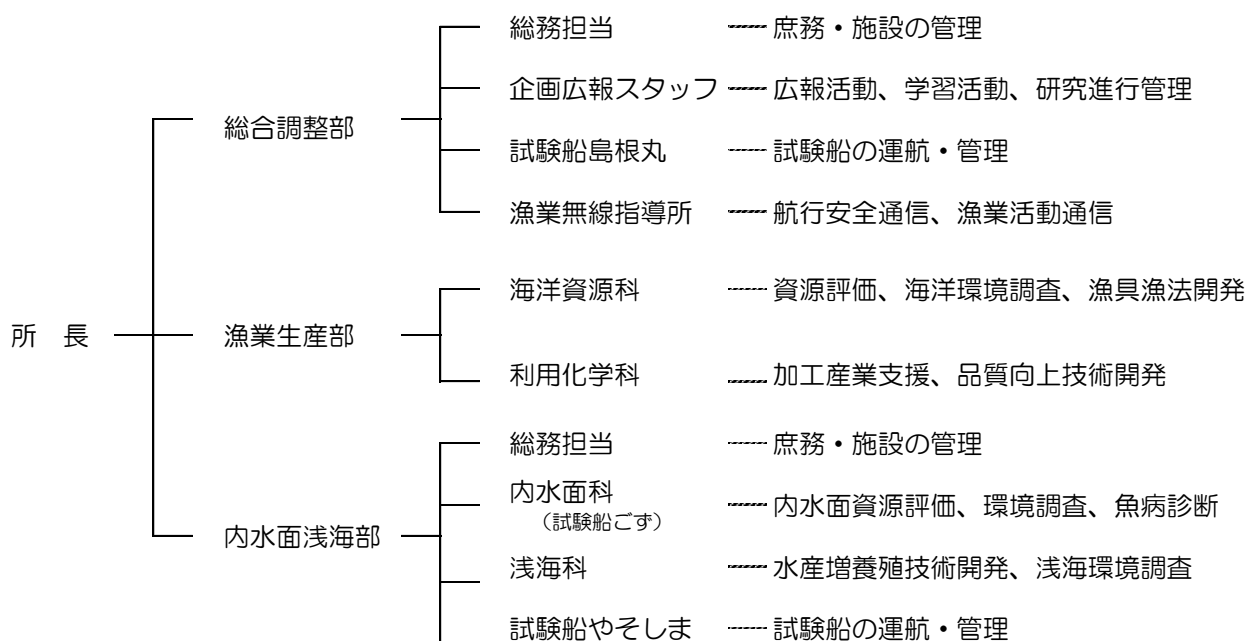 総務担当 庶務・施設の管理
企画広報スタッフ 広報活動、学習活動、研究進行管理
総合調整部
試験船島根丸 試験船の運航・管理
漁業無線指導所 航行安全通信、漁業活動通信
海洋資源科 資源評価、海洋環境調査、漁具漁法開発
所 長 漁業生産部
利用化学科 加工産業支援、品質向上技術開発
総務担当 庶務・施設の管理
内水面科 内水面資源評価、環境調査、魚病診断
（試験船ごず）
内水面浅海部
浅海科 水産増養殖技術開発、浅海環境調査
試験船やそしま 試験船の運航・管理